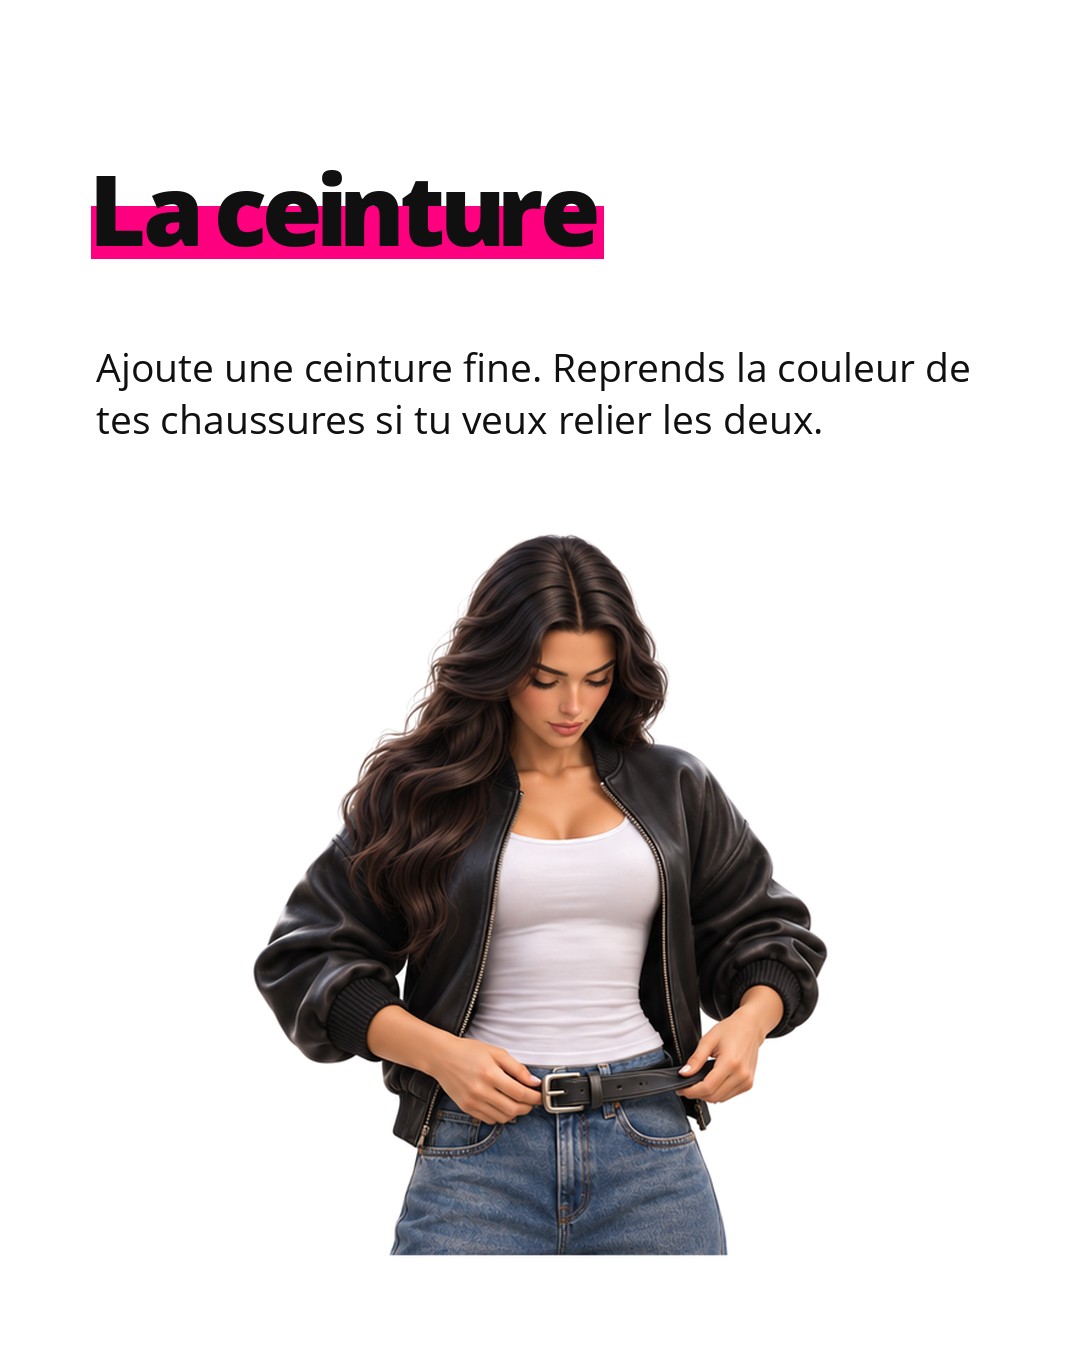 La ceinture
Ajoute une ceinture fine. Reprends la couleur de
tes chaussures si tu veux relier les deux.